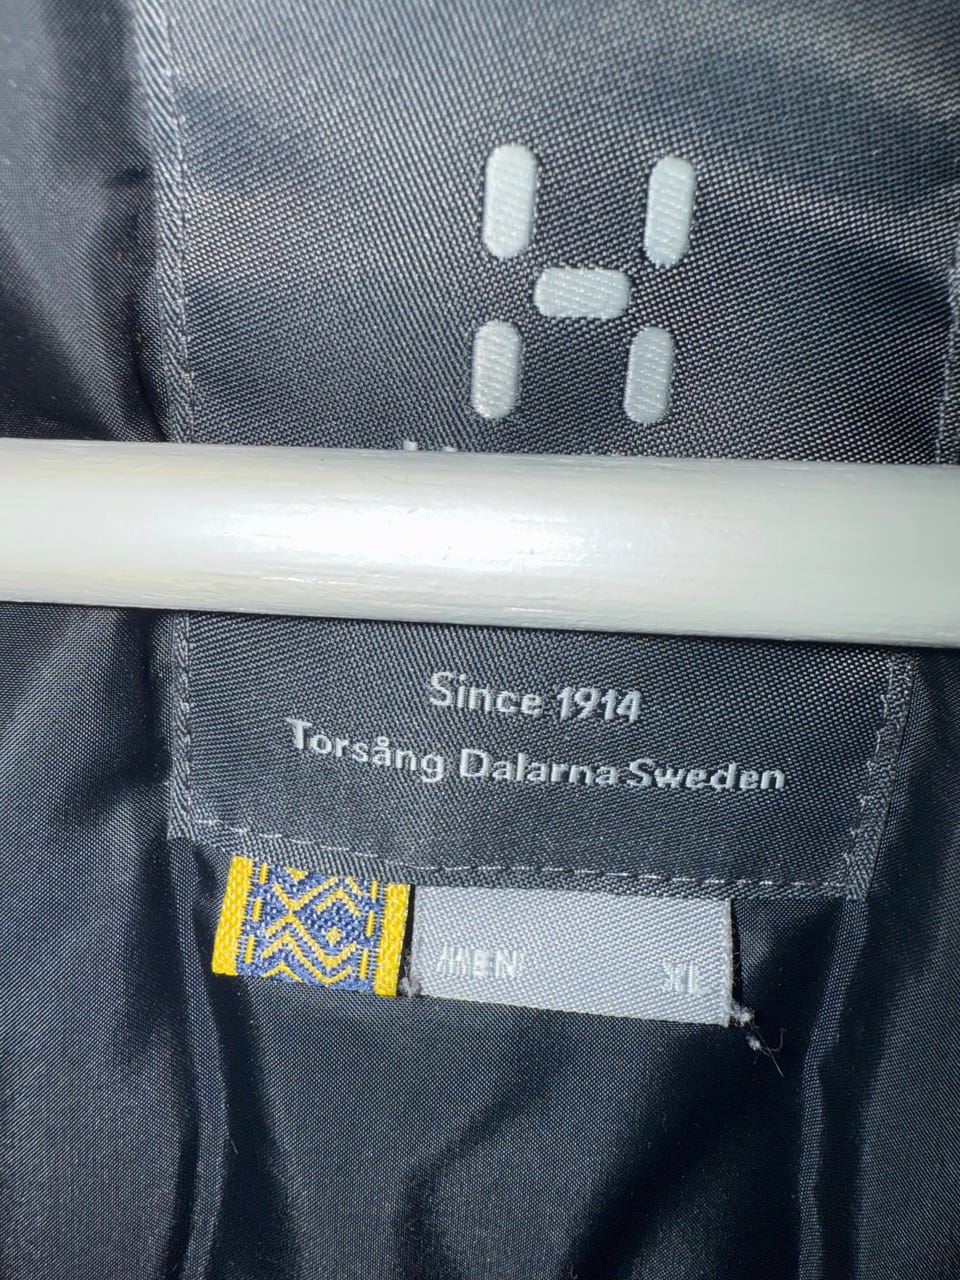 H
Since 1914
Torsång Dalarna Sweden
MEN XL